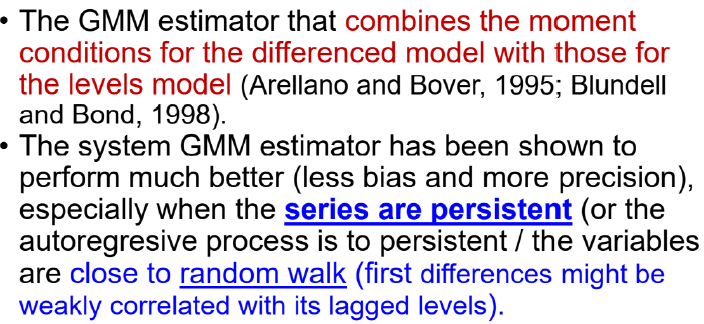 • The GMM estimator that combines the moment
conditions for the differenced model with those for
the levels model (Arellano and Bover, 1995; Blundell
and Bond, 1998).
• The system GMM estimator has been shown to
perform much better (less bias and more precision),
especially when the series are persistent (or the
autoregresive process is to persistent / the variables
are close to random walk (first differences might be
weakly correlated with its lagged levels).